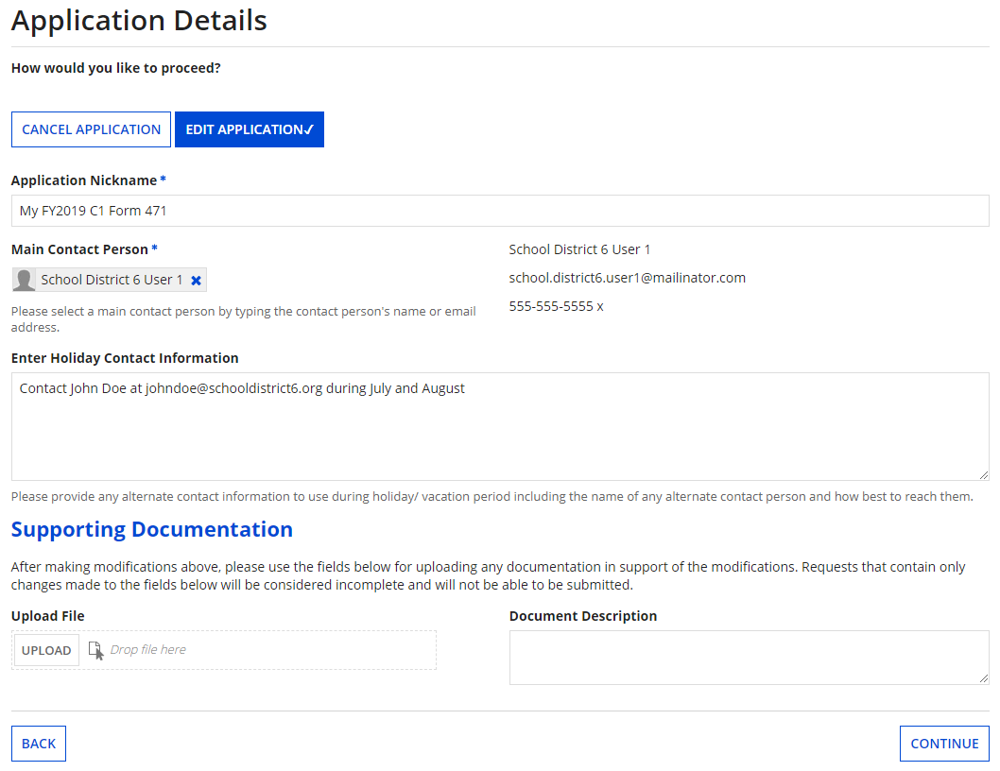 Application Details
How would you like to proceed?
CANCEL APPLICATION
EDIT APPLICATION✓
Application Nickname *
My FY2019 C1 Form 471
Main Contact Person *
School District 6 User 1
School District 6 User 1
school.district6.user1@mailinator.com
555-555-5555 x
Please select a main contact person by typing the contact person's name or email
address.
Enter Holiday Contact Information
Contact John Doe at johndoe@schooldistrict6.org during July and August
Please provide any alternate contact information to use during holiday/ vacation period including the name of any alternate contact person and how best to reach them.
Supporting Documentation
After making modifications above, please use the fields below for uploading any documentation in support of the modifications. Requests that contain only
changes made to the fields below will be considered incomplete and will not be able to be submitted.
Upload File
UPLOAD
Drop file here
Document Description
BACK
CONTINUE